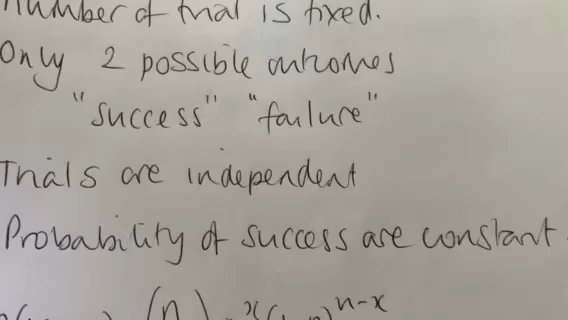 number of trial is fixed.
Only 2 possible outcomes
"success" "failure"
Trials are independent
Probability of success are constant
(n) x(1 )n-x